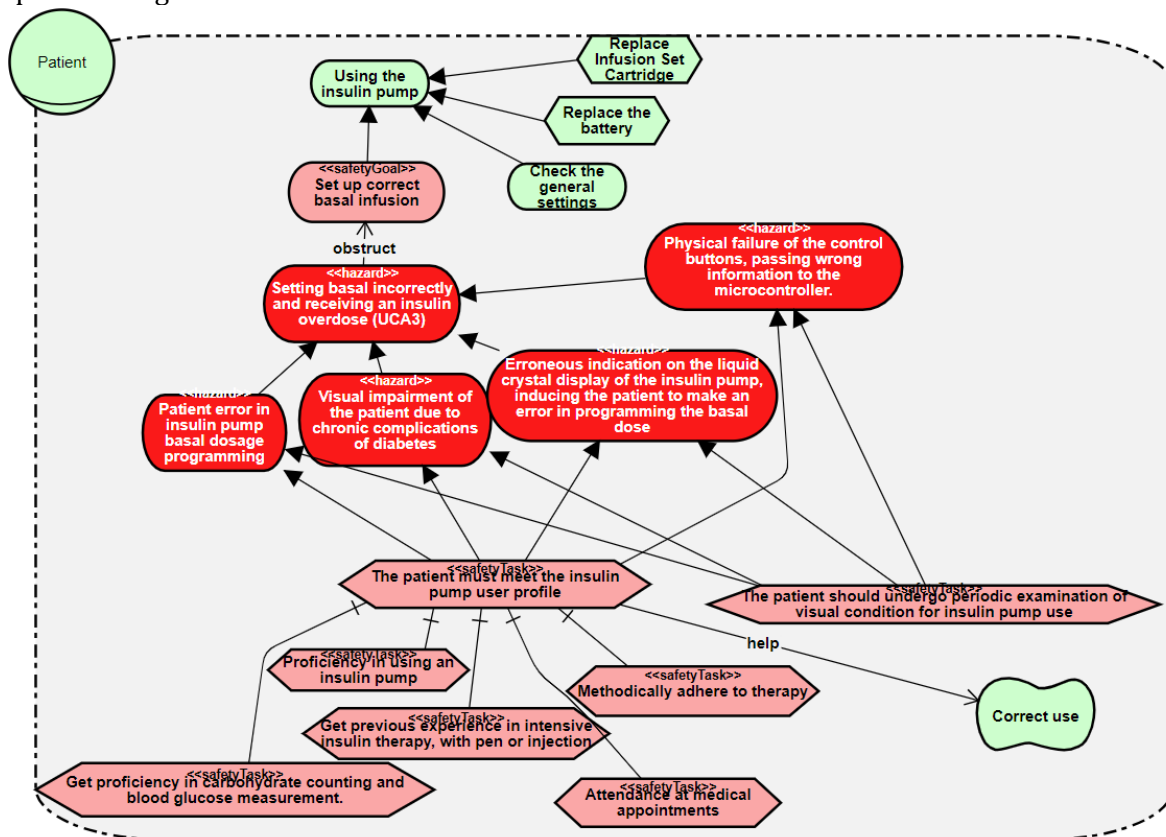 Patient
Replace
Infusion Set
Cartridge
Using the
insulin pump
Replace the
battery
<<safetyGoal>>
Set up correct
basal infusion
Check the
general
settings
obstruct
<<hazard>>
Physical failure of the control
buttons, passing wrong
information to the
microcontroller.
<<hazard>>
Setting basal incorrectly
and receiving an insulin
overdose (UCA3)
<<hazard>>
Erroneous indication on the liquid
crystal display of the insulin pump,
inducing the patient to make an
error in programming the basal
dose
<<hazard>>
Visual impairment of
the patient due to
chronic complications
of diabetes
<<hazard>>
Patient error in
insulin pump
basal dosage
programming
<<safetyTask>>
The patient must meet the insulin
pump user profile
<<safetyTask>>
The patient should undergo periodic examination of
visual condition for insulin pump use
help
<<safetyTask>>
Proficiency in using an
insulin pump
<<safetyTask>>
Methodically adhere to therapy
Correct use
<<safetyTask>>
Get previous experience in intensive
insulin therapy, with pen or injection
<<safetyTask>>
Get proficiency in carbohydrate counting and
blood glucose measurement.
<<safetyTask>>
Attendance at medical
appointments